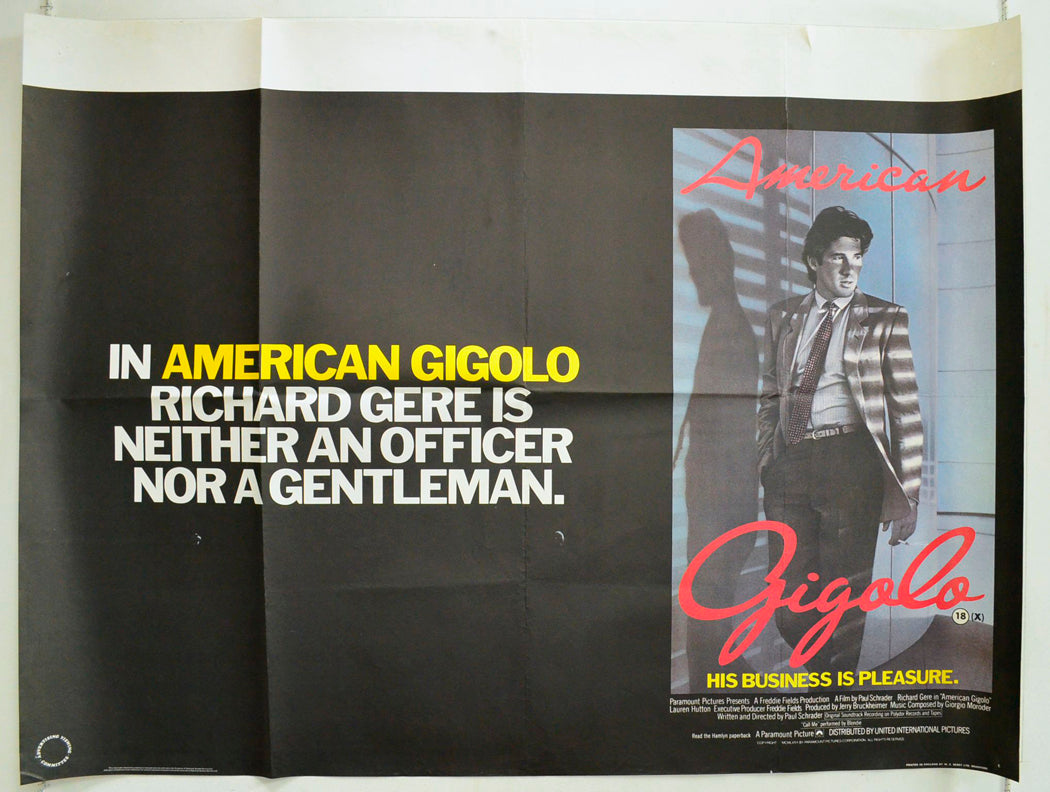 IN AMERICAN GIGOLO
RICHARD GERE IS
NEITHER AN OFFICER
NOR A GENTLEMAN.
American
Gigolo
18 (X)
HIS BUSINESS IS PLEASURE.
Paramount Pictures Presents A Freddie Fields Production A Film by Paul Schrader Richard Gere in "American Gigolo"
Lauren Hutton Executive Producer Freddie Fields Produced by Jerry Bruckheimer Music Composed by Giorgio Moroder
Written and Directed by Paul Schrader Original Soundtrack Recording on Polydor Records and Tapes
"Call Me" performed by Blondie
Read the Hamlyn paperback A Paramount Picture DISTRIBUTED BY UNITED INTERNATIONAL PICTURES
ADVERTISING VIEWING COMMITTEE